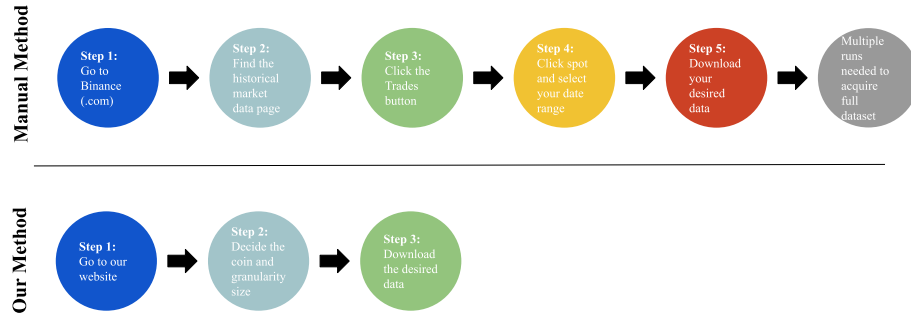 Manual Method
Step 1:
Go to
Binance
(.com)
Step 2:
Find the
historical
market
data page
Step 3:
Click the
Trades
button
Step 4:
Click spot
and select
your date
range
Step 5:
Download
your
desired
data
Multiple
runs
needed to
acquire
full
dataset
Our Method
Step 1:
Go to our
website
Step 2:
Decide the
coin and
granularity
size
Step 3:
Download
the desired
data